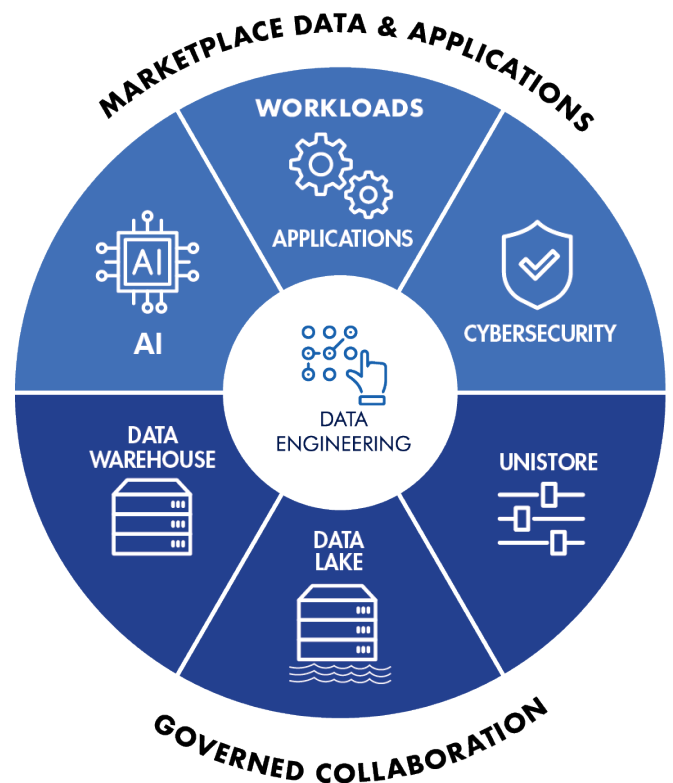 MARKETPLACE DATA & APPLICATIONS
WORKLOADS
APPLICATIONS
AI
AI
CYBERSECURITY
DATA
ENGINEERING
DATA
WAREHOUSE
UNISTORE
DATA
LAKE
GOVERNED COLLABORATION